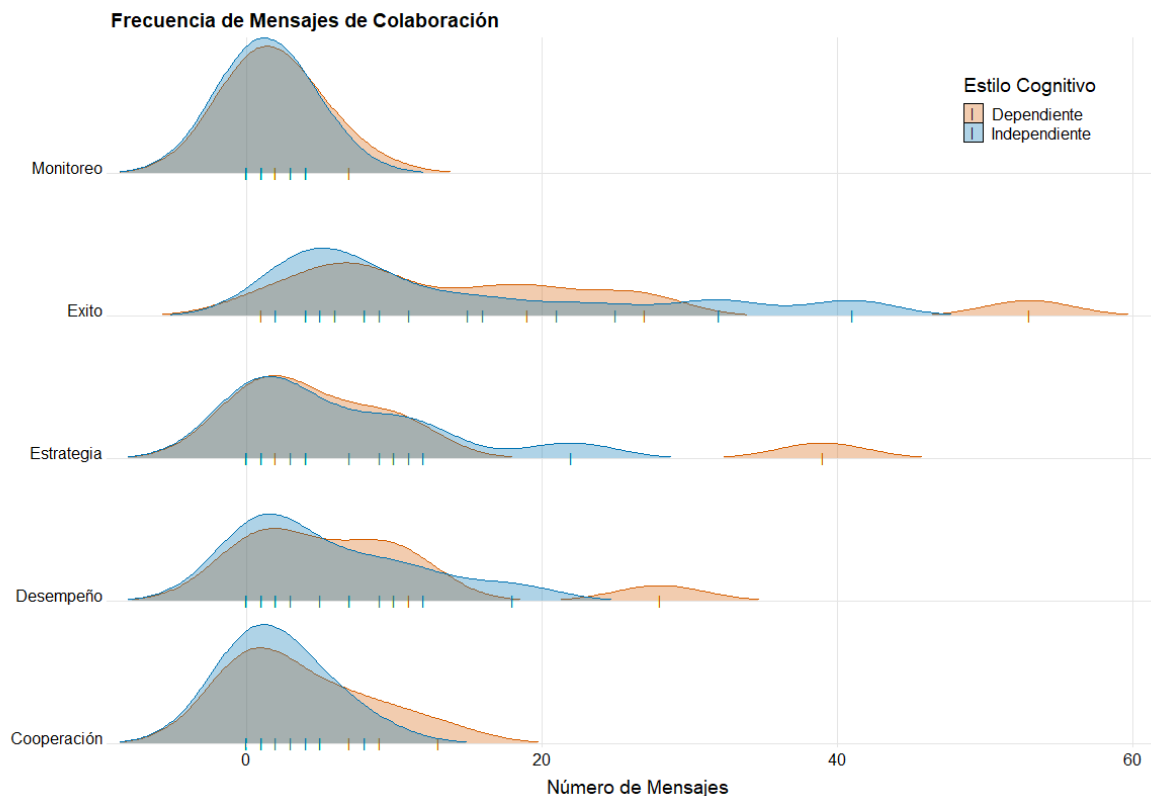 Frecuencia de Mensajes de Colaboración
Estilo Cognitivo
Dependiente
Independiente
Monitoreo
Exito
Estrategia
Desempeño
Cooperación
0
20
40
60
Número de Mensajes